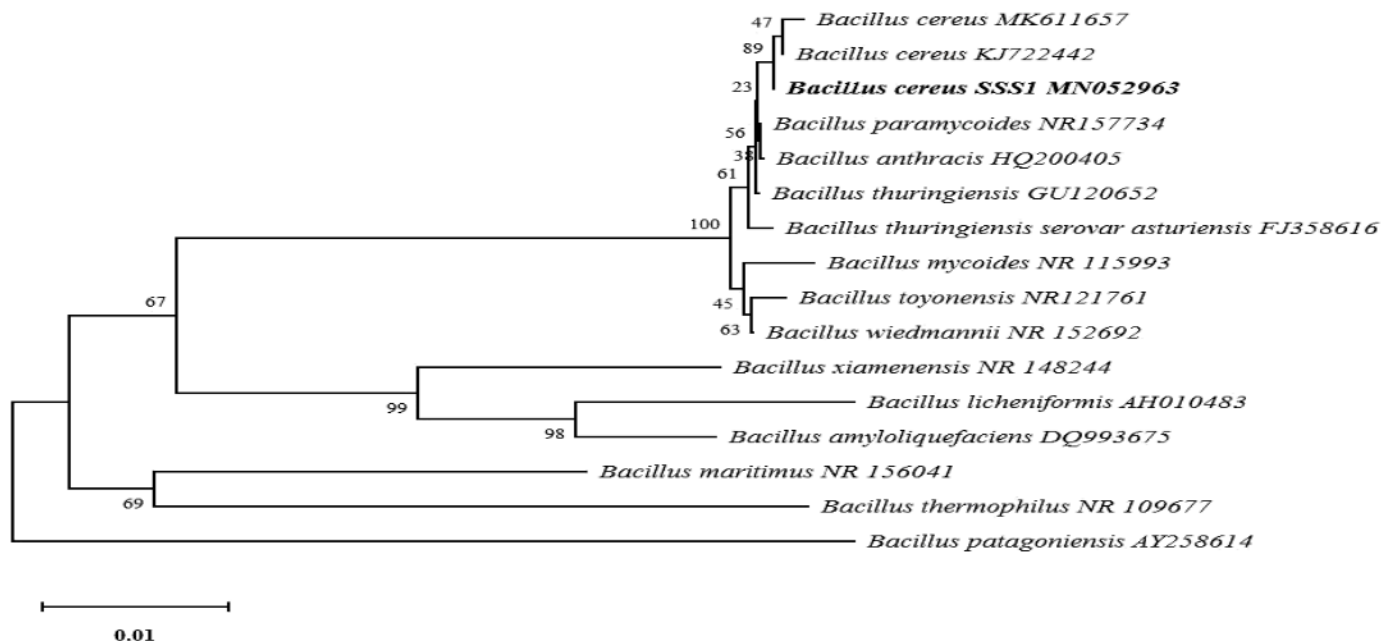 47
Bacillus cereus MK611657
89
Bacillus cereus KJ722442
23
Bacillus cereus SSS1 MN052963
56
Bacillus paramycoides NR157734
38
Bacillus anthracis HQ200405
61
Bacillus thuringiensis GU120652
100
Bacillus thuringiensis serovar asturiensis FJ358616
Bacillus mycoides NR 115993
67
45
Bacillus toyonensis NR121761
63
Bacillus wiedmannii NR 152692
Bacillus xiamenensis NR 148244
99
Bacillus licheniformis AH010483
98
Bacillus amyloliquefaciens DQ993675
Bacillus maritimus NR 156041
69
Bacillus thermophilus NR 109677
Bacillus patagoniensis AY258614
0.01